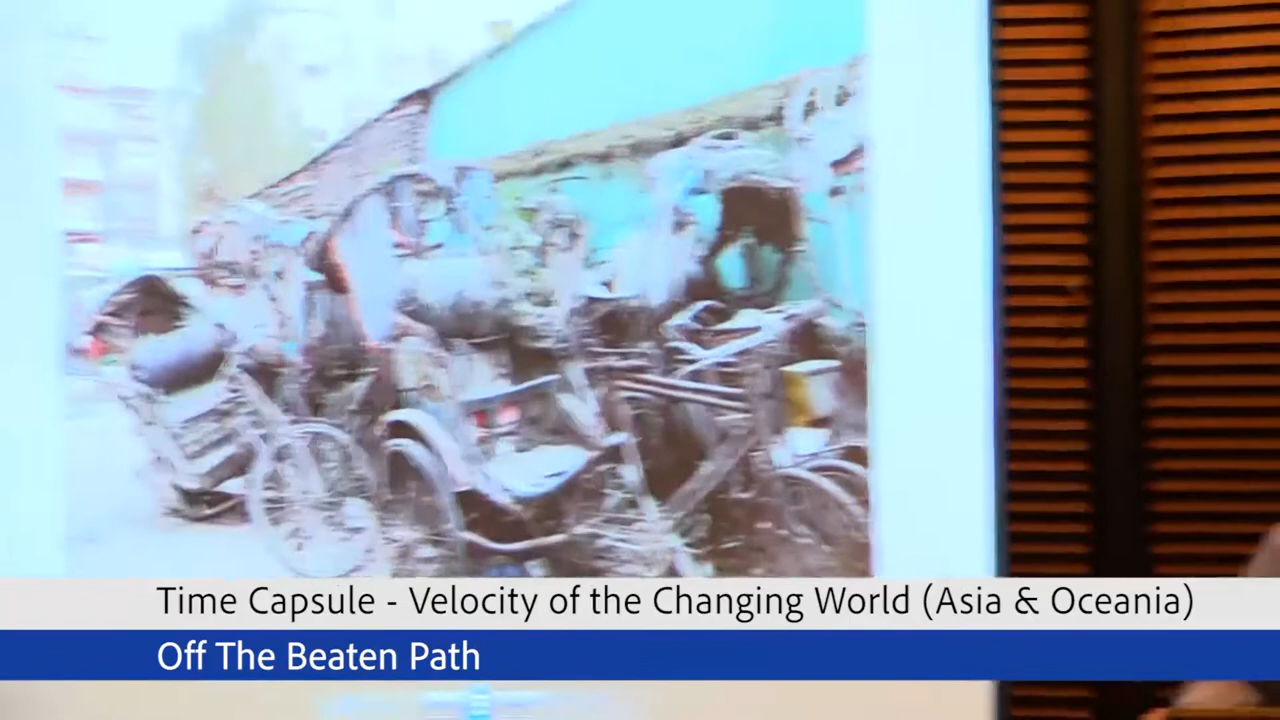 Time Capsule - Velocity of the Changing World (Asia & Oceania)
Off The Beaten Path